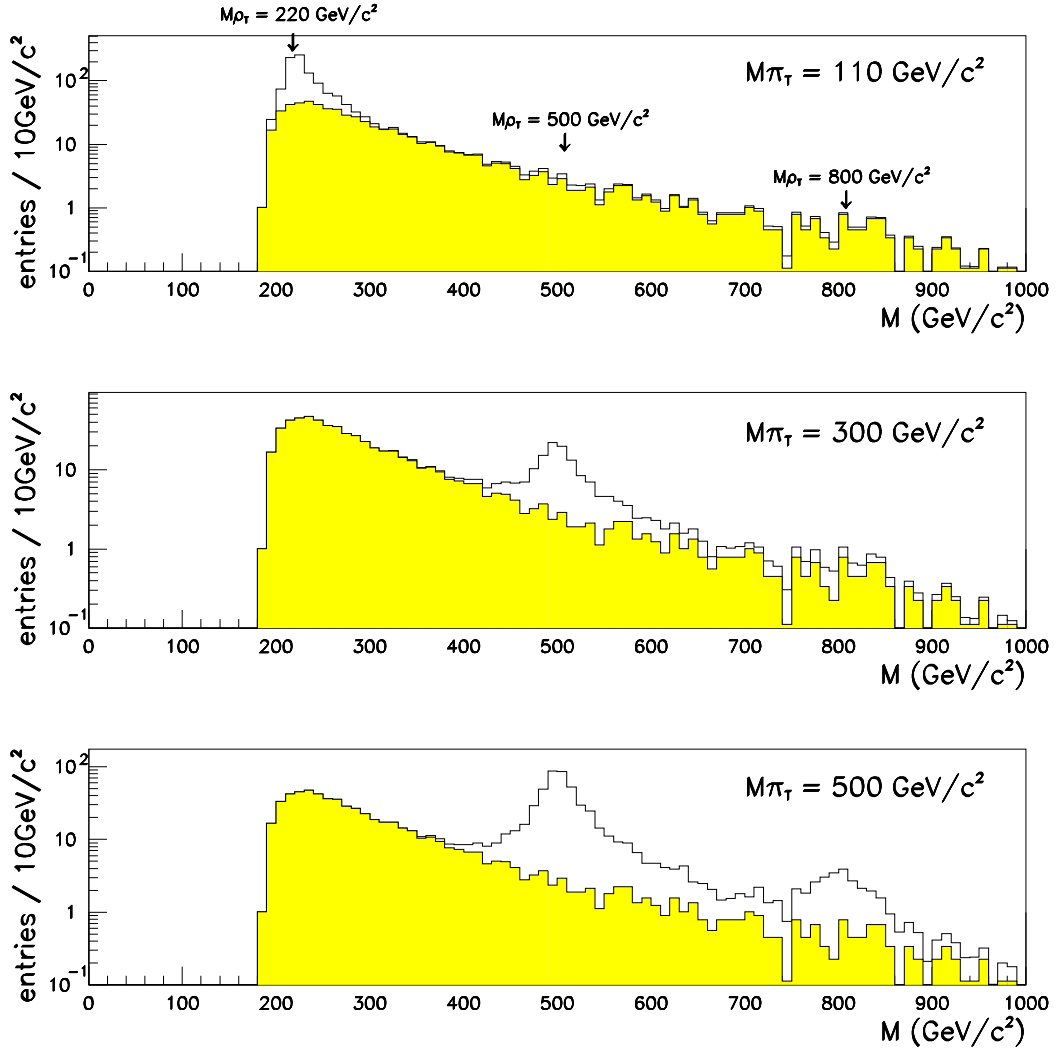 Mρ_T = 220 GeV/c²
Mπ_T = 110 GeV/c²
Mρ_T = 500 GeV/c²
Mρ_T = 800 GeV/c²
entries / 10GeV/c²
10²
10
1
10⁻¹
0 100 200 300 400 500 600 700 800 900 1000
M (GeV/c²)
Mπ_T = 300 GeV/c²
entries / 10GeV/c²
10
1
10⁻¹
0 100 200 300 400 500 600 700 800 900 1000
M (GeV/c²)
Mπ_T = 500 GeV/c²
entries / 10GeV/c²
10²
10
1
10⁻¹
0 100 200 300 400 500 600 700 800 900 1000
M (GeV/c²)